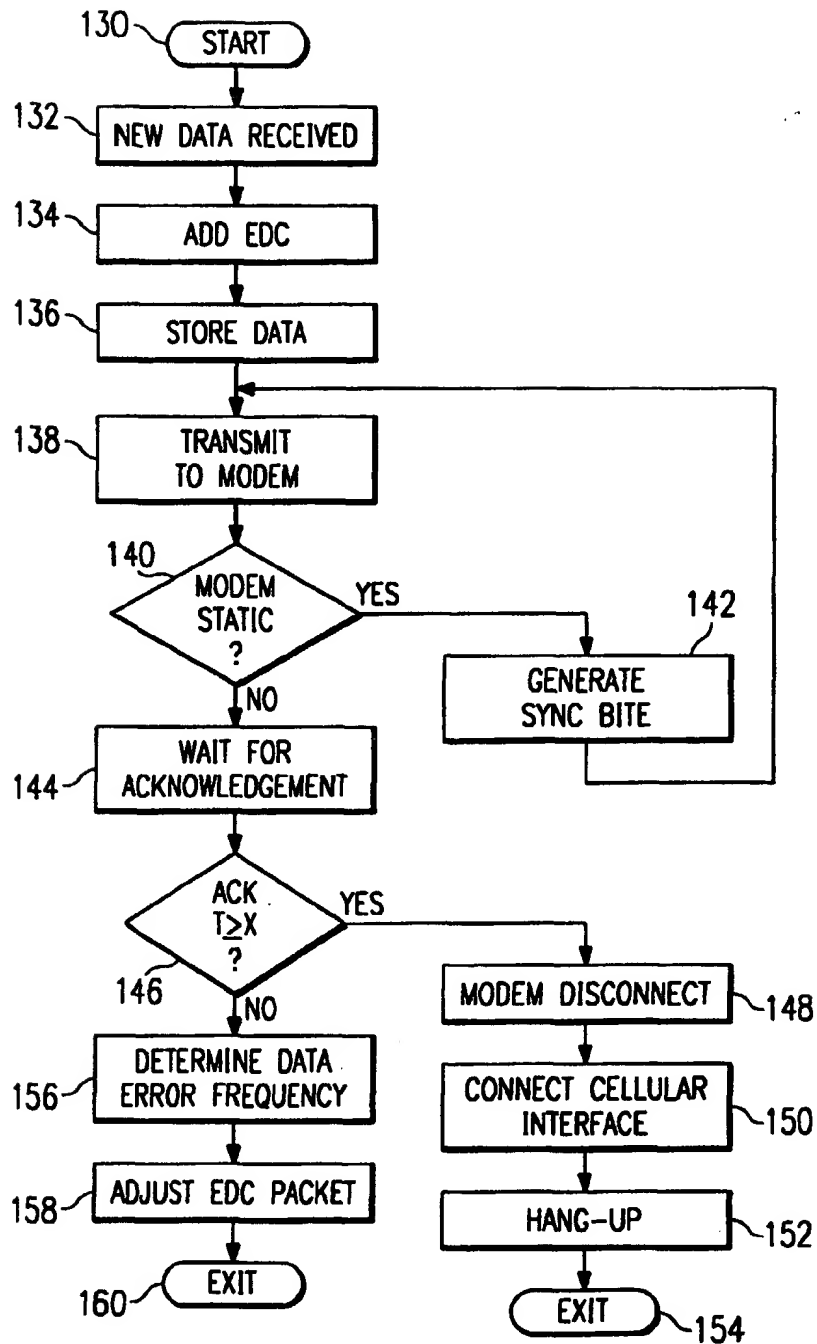 130
START
132
NEW DATA RECEIVED
134
ADD EDC
136
STORE DATA
138
TRANSMIT
TO MODEM
140
MODEM
STATIC
?
YES
NO
142
GENERATE
SYNC BITE
144
WAIT FOR
ACKNOWLEDGEMENT
146
ACK
T≥X
?
YES
NO
MODEM DISCONNECT
148
CONNECT CELLULAR
INTERFACE
150
HANG-UP
152
EXIT
154
156
DETERMINE DATA
ERROR FREQUENCY
158
ADJUST EDC PACKET
160
EXIT